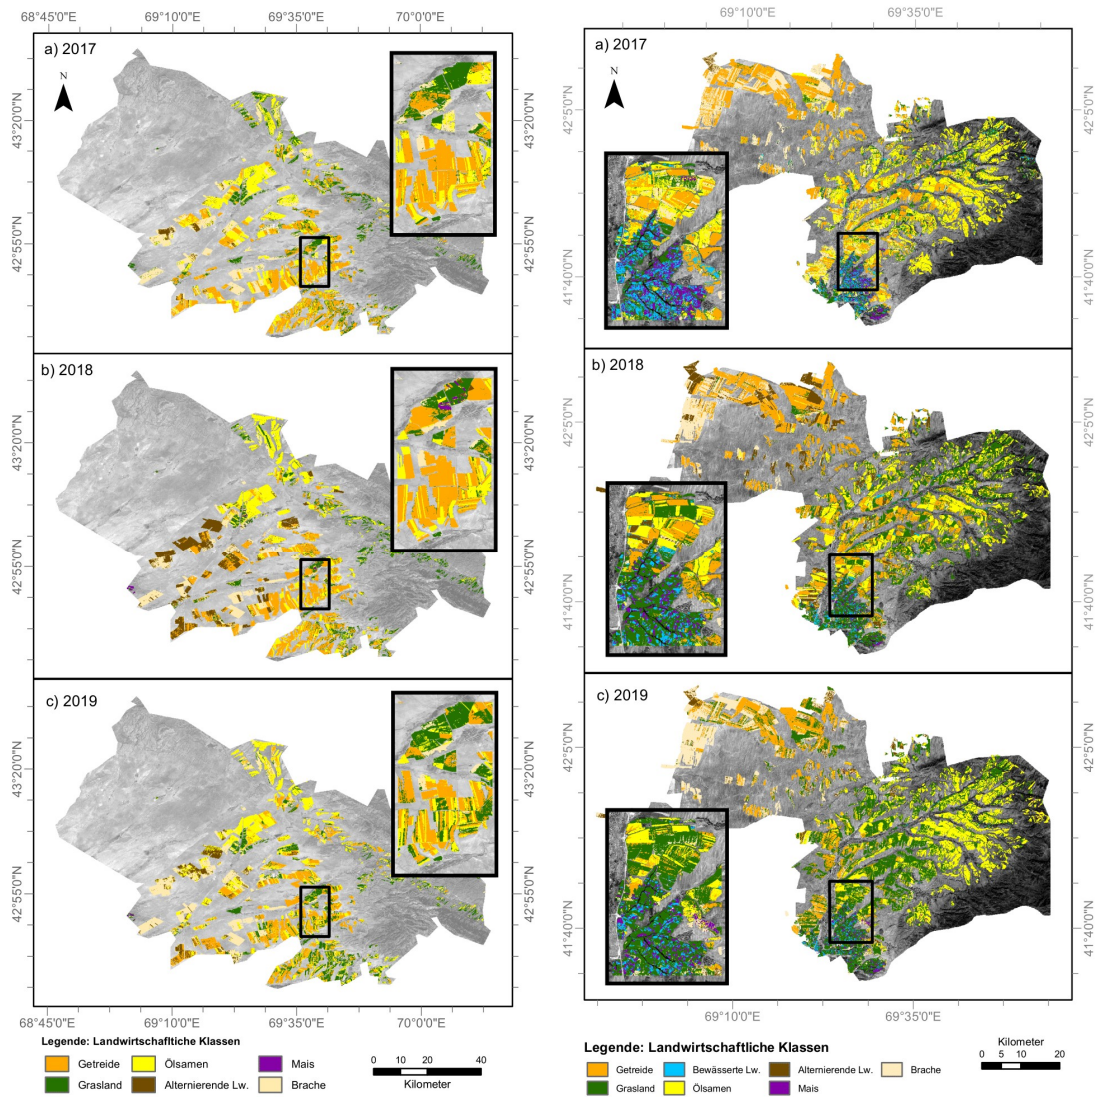 68°45'0"E 69°10'0"E 69°35'0"E 70°00'0"E
a) 2017
N
43°20'0"N
42°55'0"N
43°20'0"N
42°55'0"N
b) 2018
43°20'0"N
42°55'0"N
43°20'0"N
42°55'0"N
c) 2019
43°20'0"N
42°55'0"N
43°20'0"N
42°55'0"N
68°45'0"E 69°10'0"E 69°35'0"E 70°00'0"E
Legende: Landwirtschafltiche Klassen
Getreide Ölsamen Mais
Grasland Alternierende Lw. Brache
0 10 20 40
Kilometer
69°10'0"E 69°35'0"E
a) 2017
N
42°5'0"N
41°40'0"N
42°5'0"N
41°40'0"N
b) 2018
42°5'0"N
41°40'0"N
42°5'0"N
41°40'0"N
c) 2019
42°5'0"N
41°40'0"N
42°5'0"N
41°40'0"N
69°10'0"E 69°35'0"E
Legende: Landwirtschaftliche Klassen
Getreide Bewässerte Lw. Alternierende Lw. Brache
Grasland Ölsamen Mais
Kilometer
0 5 10 20